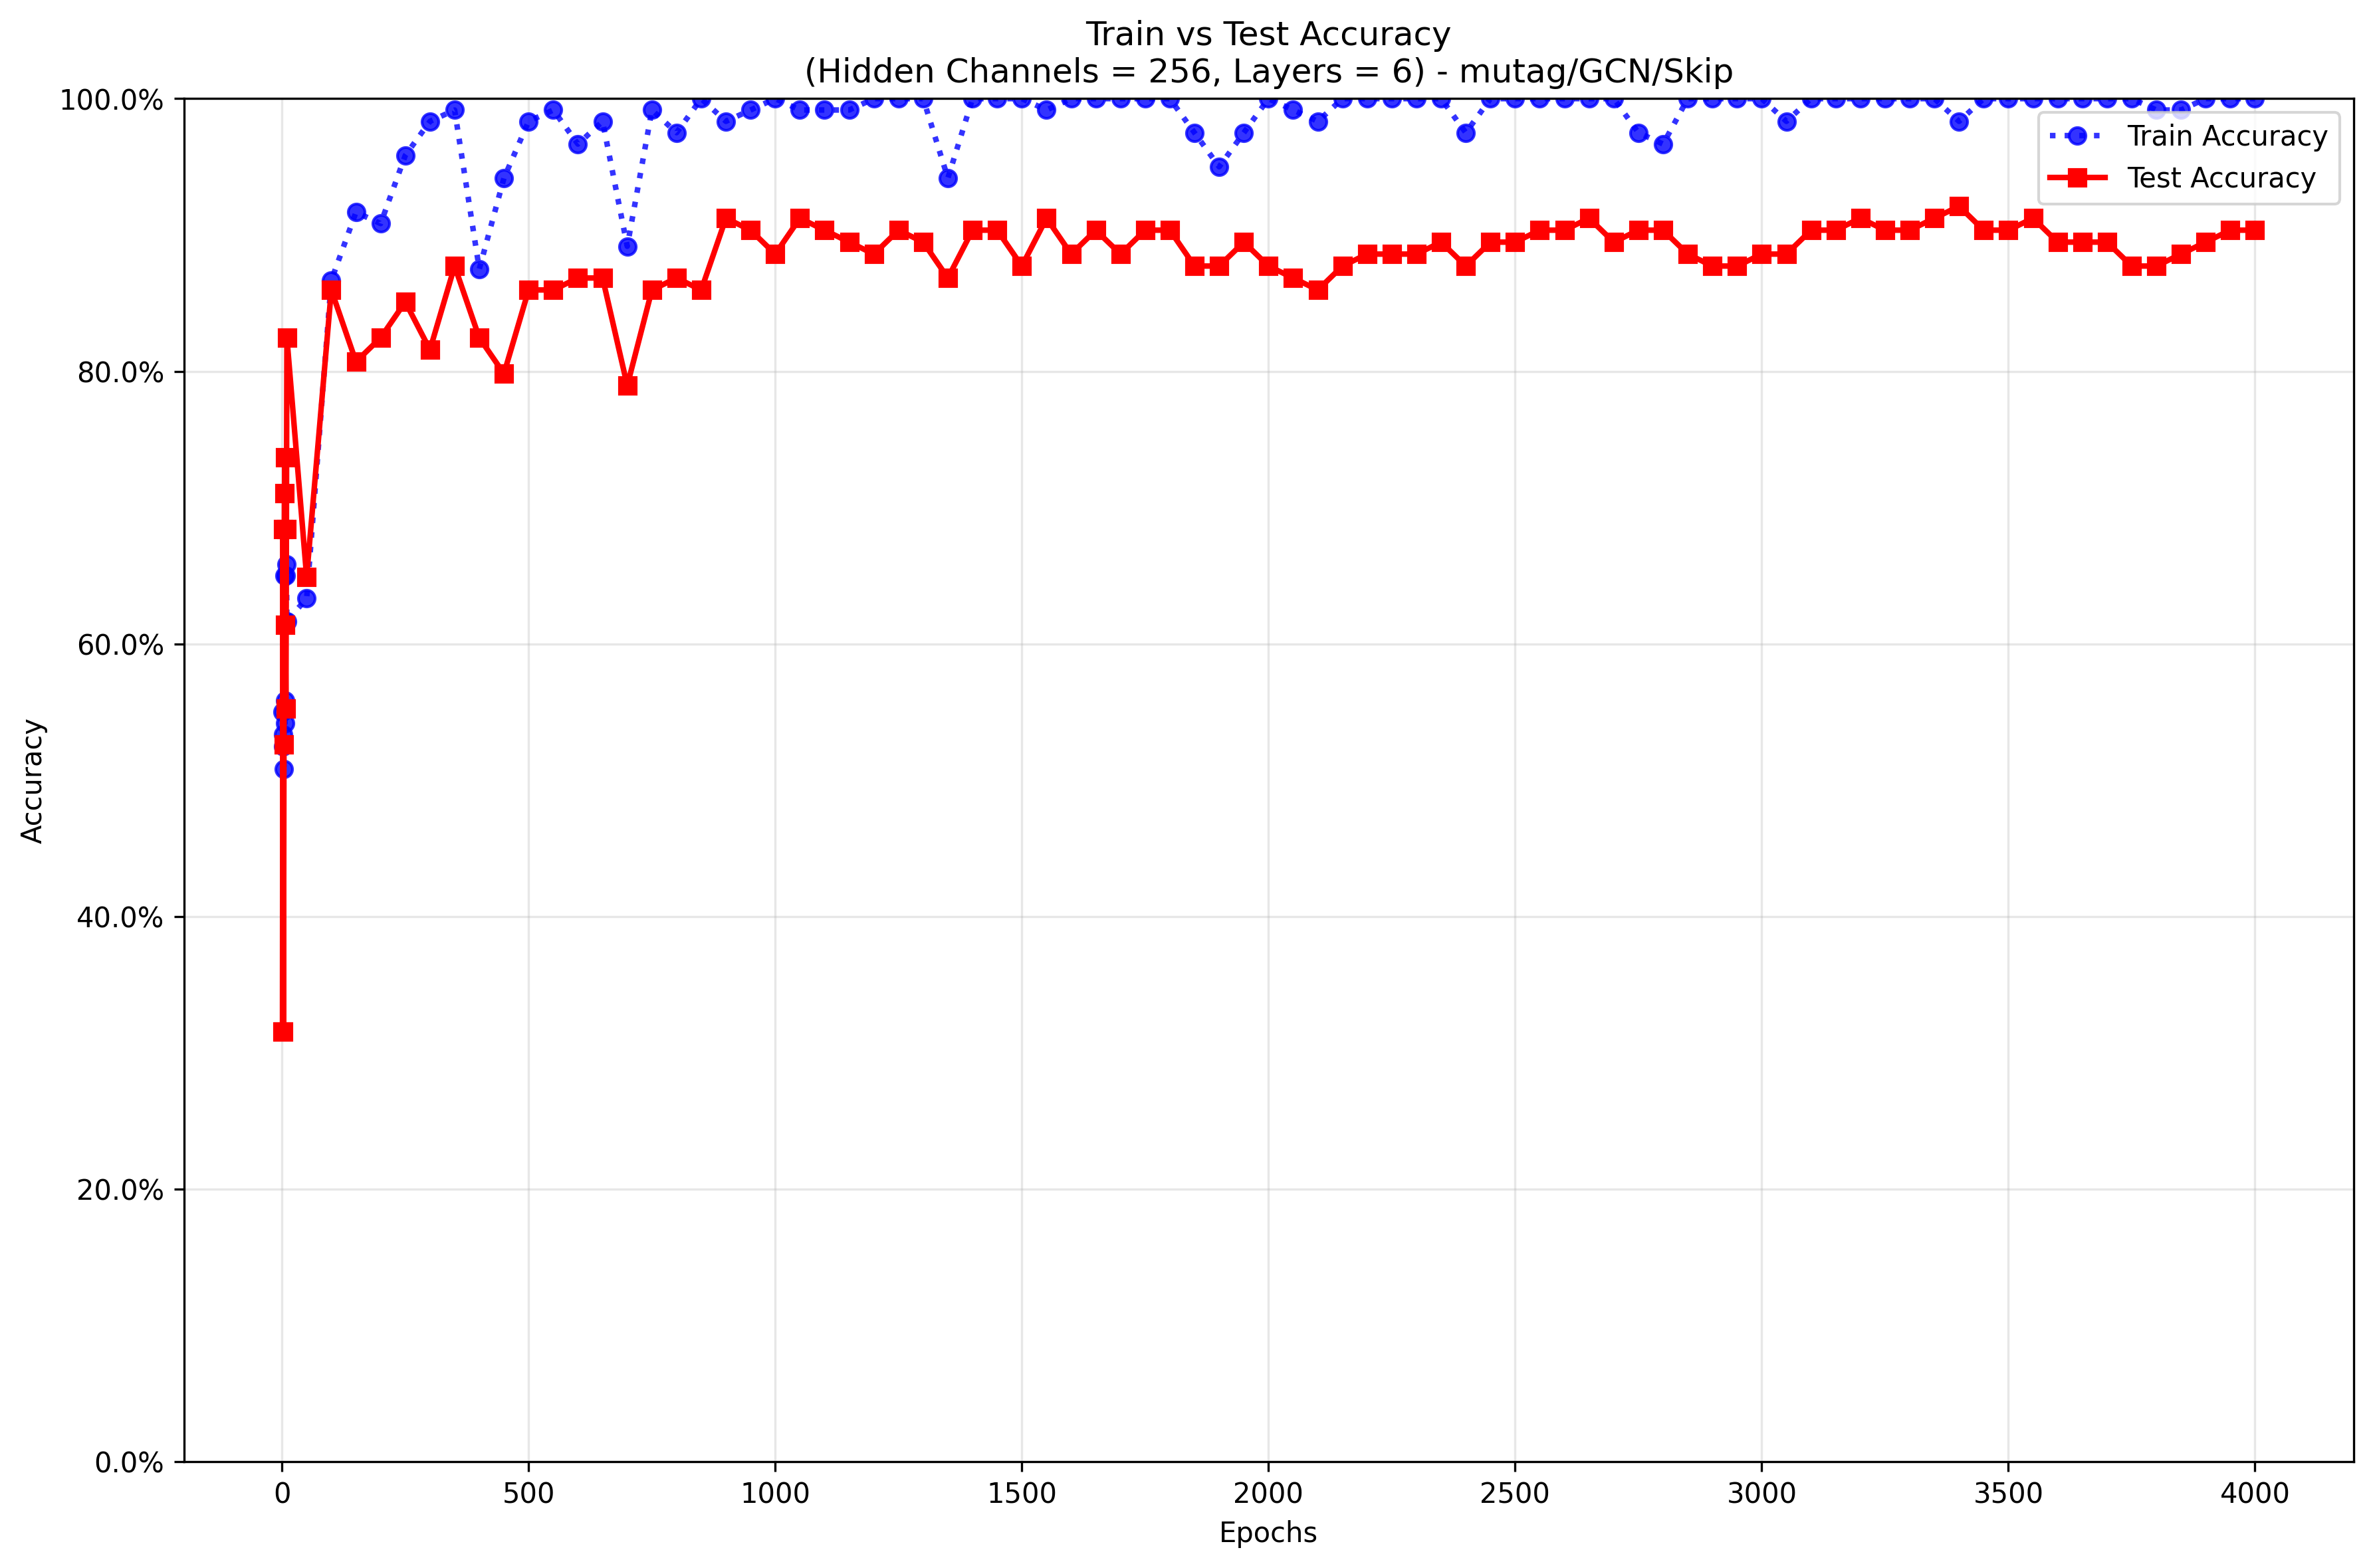 Train vs Test Accuracy
(Hidden Channels = 256, Layers = 6) - mutag/GCN/Skip
100.0%
80.0%
60.0%
40.0%
20.0%
0.0%
Accuracy
Train Accuracy
Test Accuracy
0 500 1000 1500 2000 2500 3000 3500 4000
Epochs